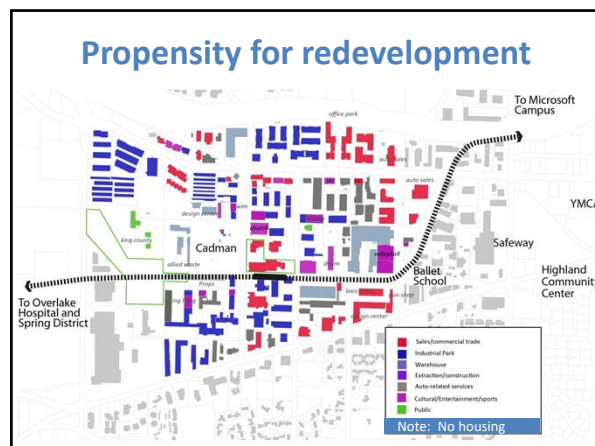 Propensity for redevelopment
To Microsoft
Campus
office park
auto sales
auto sales
YMCA
swim
design center
church
king county
Cadman
volleyball
Safeway
allied waste
drum
Ballet
School
Highland
Community
Center
Props
To Overlake
Hospital
and Spring District
design center
Sales/commercial trade
Industrial Park
Warehouse
Extraction/construction
Auto-related services
Cultural/Entertainment/sports
Public
Note: No housing